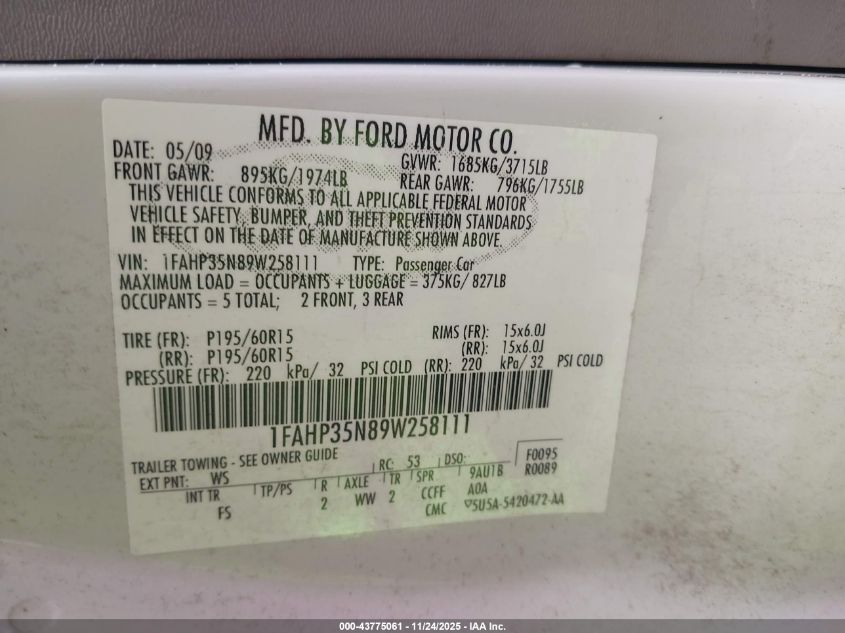 MFD. BY FORD MOTOR CO.
DATE: 05/09 GVWR: 1685KG/3715LB
FRONT GAWR: 895KG/1974LB REAR GAWR: 796KG/1755LB
THIS VEHICLE CONFORMS TO ALL APPLICABLE FEDERAL MOTOR
VEHICLE SAFETY, BUMPER, AND THEFT PREVENTION STANDARDS
IN EFFECT ON THE DATE OF MANUFACTURE SHOWN ABOVE.
VIN: 1FAHP35N89W258111 TYPE: Passenger Car
MAXIMUM LOAD = OCCUPANTS + LUGGAGE = 375KG/ 827LB
OCCUPANTS = 5 TOTAL; 2 FRONT, 3 REAR
TIRE (FR): P195/60R15 RIMS (FR): 15x6.0J
(RR): P195/60R15 (RR): 15x6.0J
PRESSURE (FR): 220 kPa/ 32 PSI COLD (RR): 220 kPa/ 32 PSI COLD
1FAHP35N89W258111
TRAILER TOWING - SEE OWNER GUIDE
F0095
EXT PNT: WS RC: 53 DSO: R0089
INT TR TP/PS R AXLE TR SPR 9AU1B
FS 2 WW 2 CCFF A0A
CMC 5U5A-5420472-AA
000-43775061 - 11/24/2025 - IAA Inc.